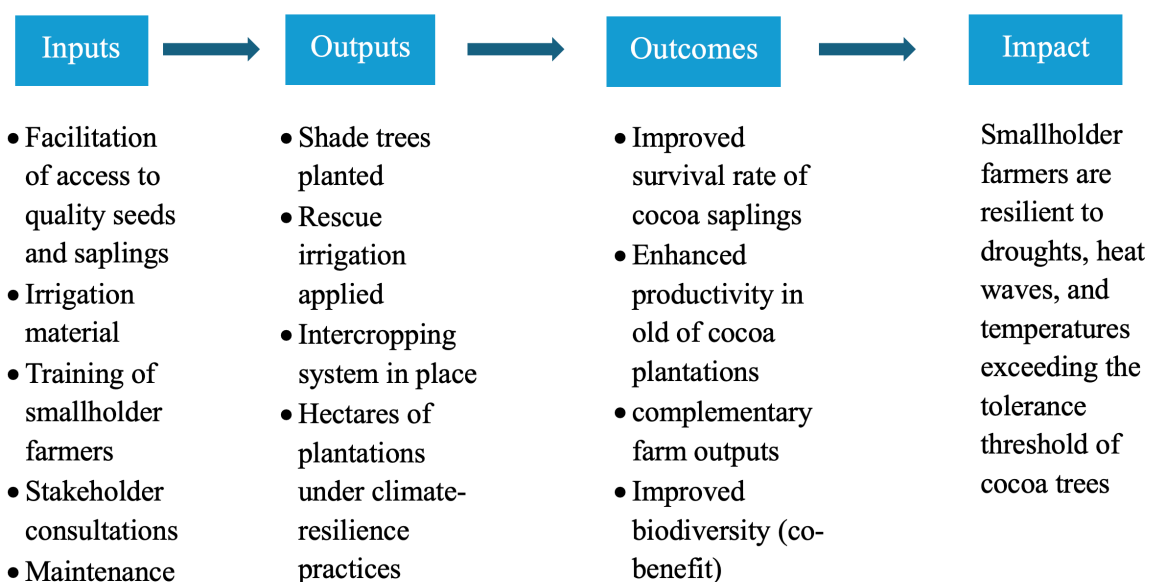 Inputs
Outputs
Outcomes
Impact
• Facilitation
of access to
quality seeds
and saplings
• Irrigation
material
• Training of
smallholder
farmers
• Stakeholder
consultations
• Maintenance
• Shade trees
planted
• Rescue
irrigation
applied
• Intercropping
system in place
• Hectares of
plantations
under climate-
resilience
practices
• Improved
survival rate of
cocoa saplings
• Enhanced
productivity in
old of cocoa
plantations
• complementary
farm outputs
• Improved
biodiversity (co-
benefit)
Smallholder
farmers are
resilient to
droughts, heat
waves, and
temperatures
exceeding the
tolerance
threshold of
cocoa trees